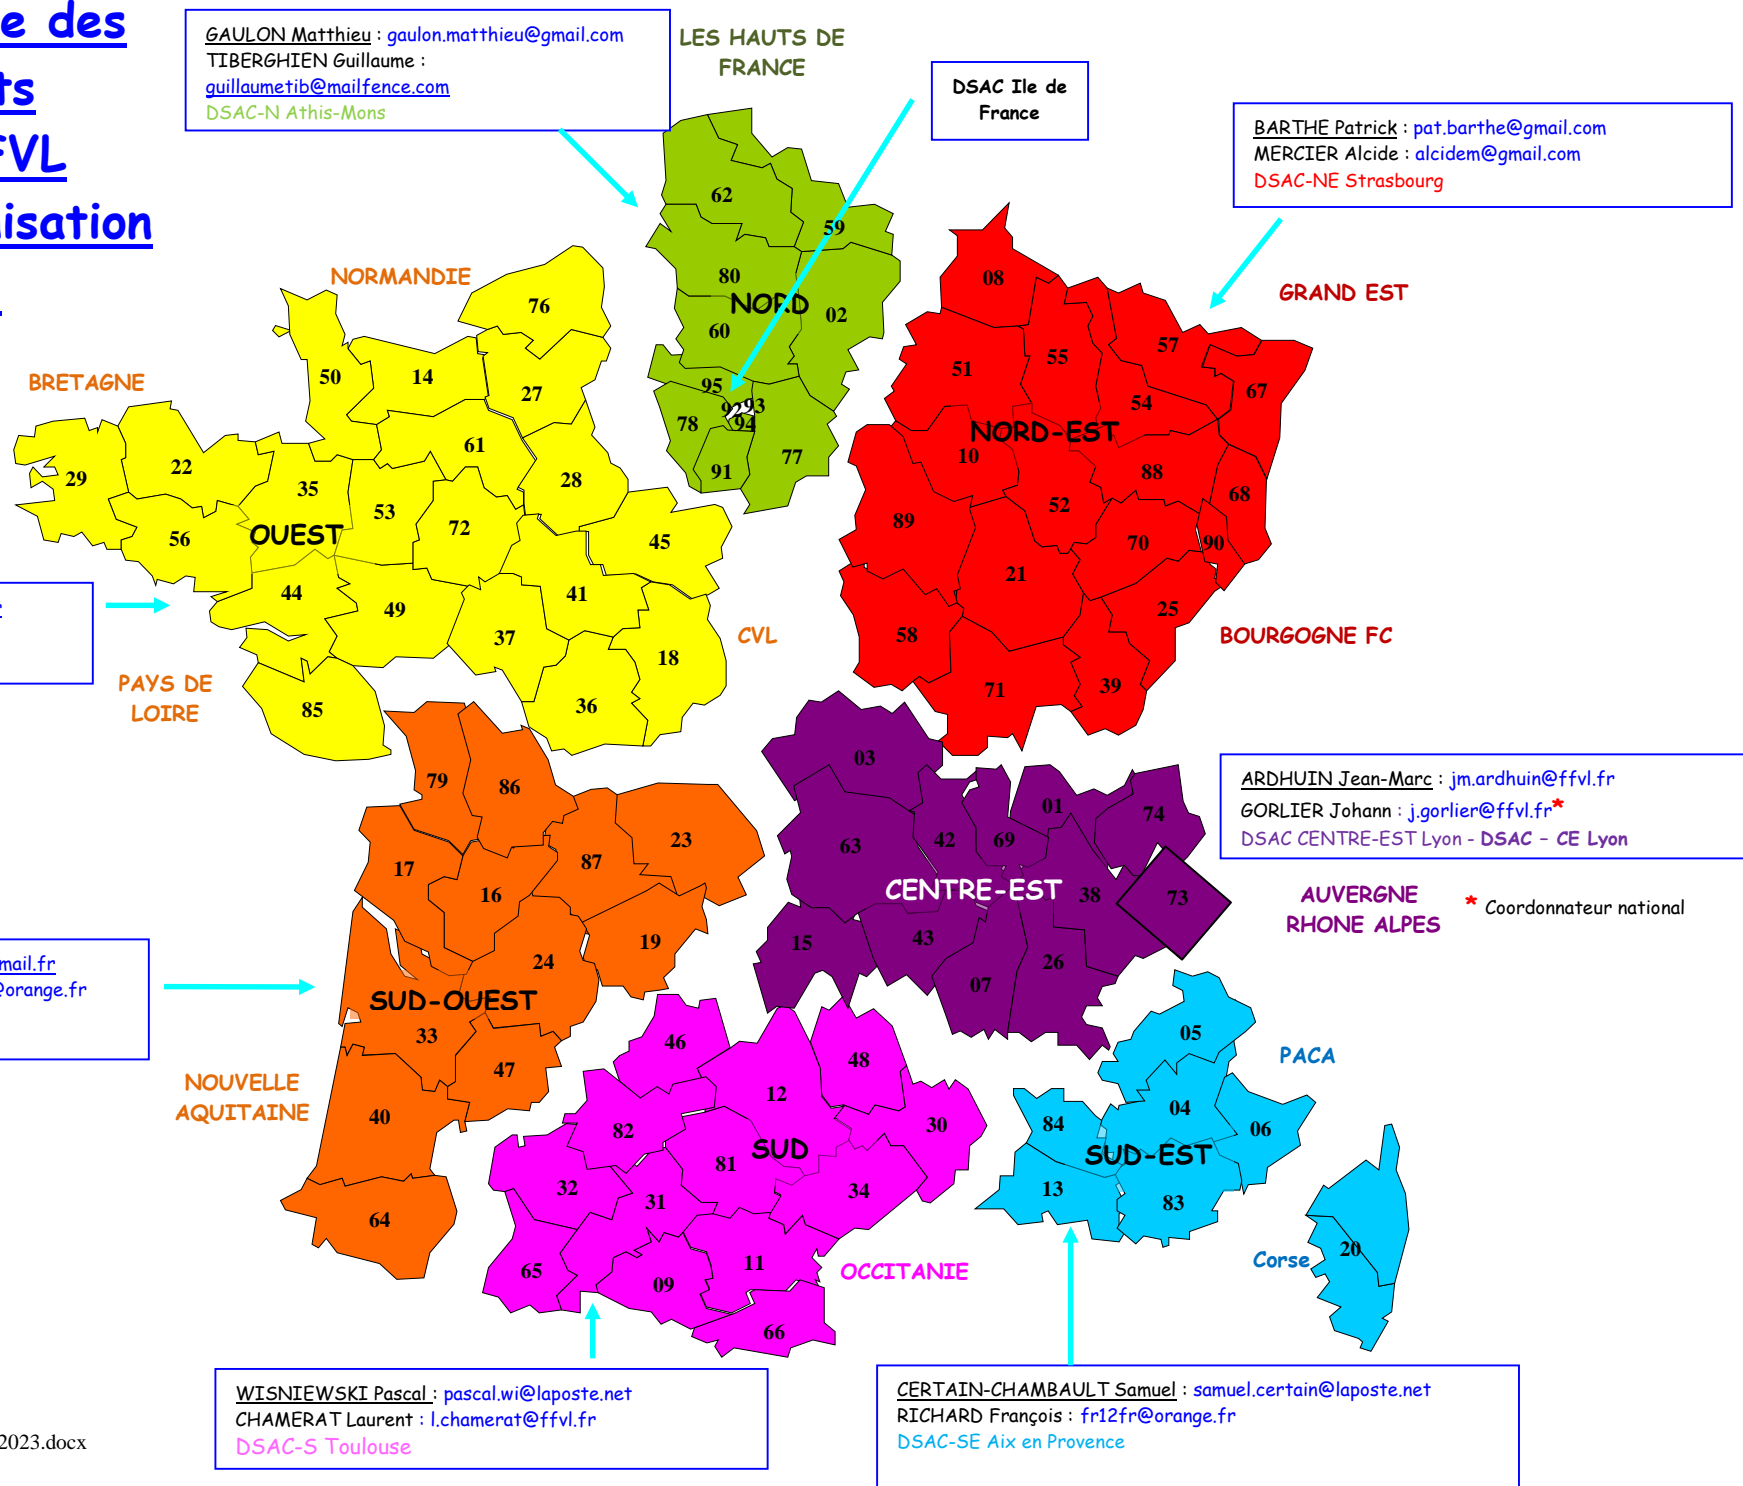 e des
ts
FVL
isation
GAULON Matthieu : gaulon.matthieu@gmail.com
TIBERGHIEN Guillaume :
guillaumetib@mailfence.com
DSAC-N Athis-Mons
LES HAUTS DE
FRANCE
DSAC Ile de
France
BARTHE Patrick : pat.barthe@gmail.com
MERCIER Alcide : alcidem@gmail.com
DSAC-NE Strasbourg
NORMANDIE
GRAND EST
BRETAGNE
62
59
80
NORD
02
60
95
92
93
94
78
91
77
76
50
14
27
61
29
22
35
28
53
72
56
OUEST
45
44
49
41
37
18
85
36
CVL
PAYS DE
LOIRE
08
51
55
57
67
54
NORD-EST
10
88
68
52
89
70
90
21
25
58
71
39
BOURGOGNE FC
03
01
74
63
42
69
CENTRE-EST
38
73
15
43
26
07
ARDHUIN Jean-Marc : jm.ardhuin@ffvl.fr
GORLIER Johann : j.gorlier@ffvl.fr*
DSAC CENTRE-EST Lyon - DSAC – CE Lyon
AUVERGNE
RHONE ALPES
* Coordonnateur national
79
86
23
17
87
16
19
24
SUD-OUEST
33
47
40
64
mail.fr
@orange.fr
NOUVELLE
AQUITAINE
46
48
12
30
82
SUD
81
32
31
34
65
09
11
66
OCCITANIE
05
PACA
04
84
06
SUD-EST
13
83
Corse
20
WISNIEWSKI Pascal : pascal.wi@laposte.net
CHAMERAT Laurent : l.chamerat@ffvl.fr
DSAC-S Toulouse
CERTAIN-CHAMBAULT Samuel : samuel.certain@laposte.net
RICHARD François : fr12fr@orange.fr
DSAC-SE Aix en Provence
2023.docx